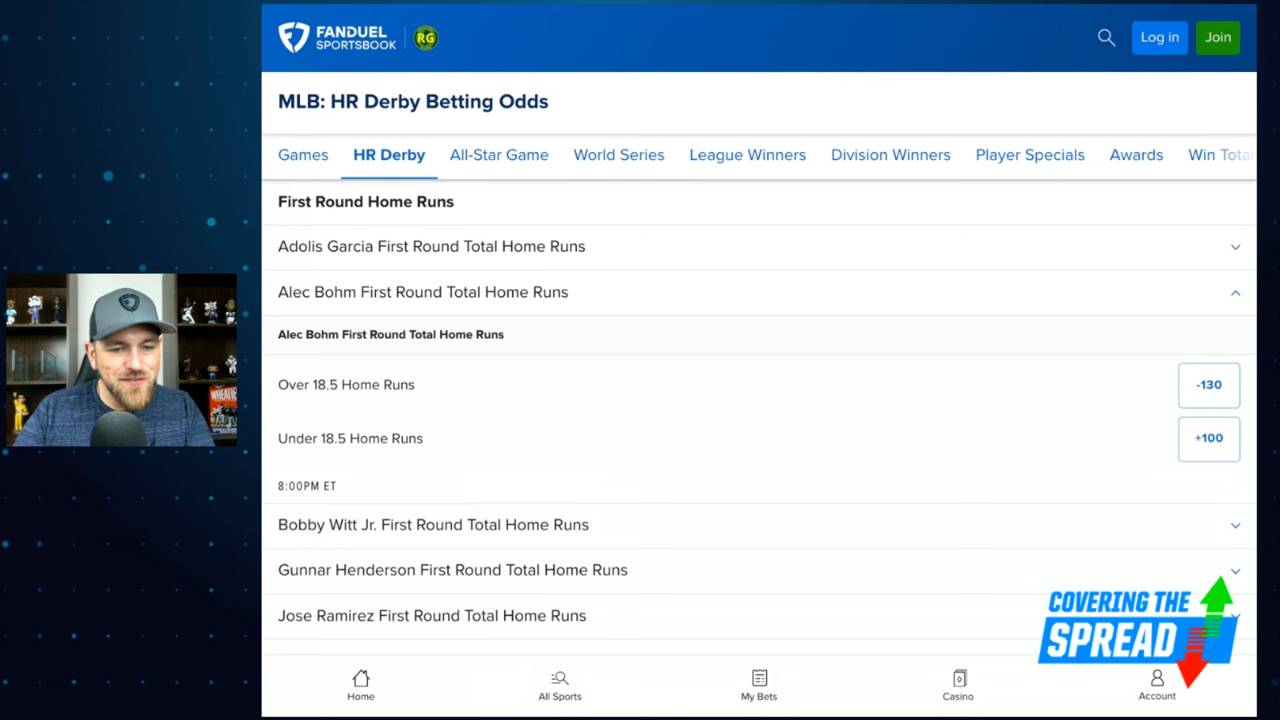 FANDUEL
SPORTSBOOK
RG
Log in
Join
MLB: HR Derby Betting Odds
Games HR Derby All-Star Game World Series League Winners Division Winners Player Specials Awards Win Tota
First Round Home Runs
Adolis Garcia First Round Total Home Runs
Alec Bohm First Round Total Home Runs
Alec Bohm First Round Total Home Runs
Over 18.5 Home Runs -130
Under 18.5 Home Runs +100
8:00PM ET
Bobby Witt Jr. First Round Total Home Runs
Gunnar Henderson First Round Total Home Runs
Jose Ramirez First Round Total Home Runs
COVERING THE
SPREAD
Home All Sports My Bets Casino Account
WHEATIES